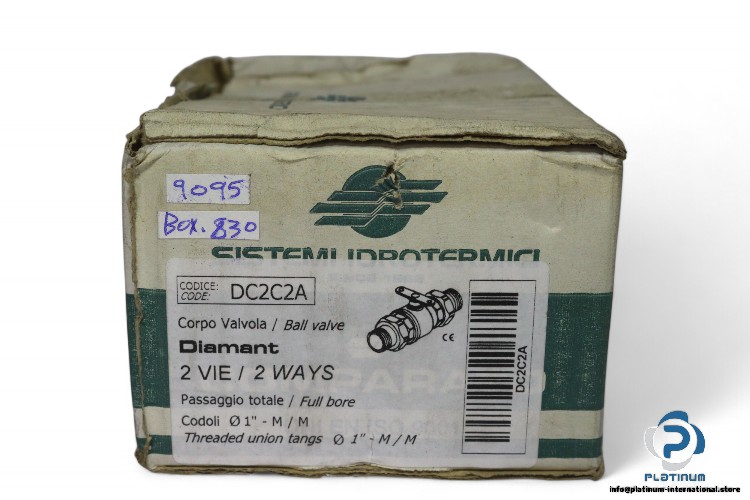 9095
Box.830
SISTEMI IDROTERMICI
CODICE:
CODE: DC2C2A
Corpo Valvola / Ball valve
CE
Diamant
2 VIE / 2 WAYS
Passaggio totale / Full bore
Codoli Ø 1" - M / M
Threaded union tangs Ø 1" - M / M
DC2C2A
PLATINUM
info@platinum-international.store